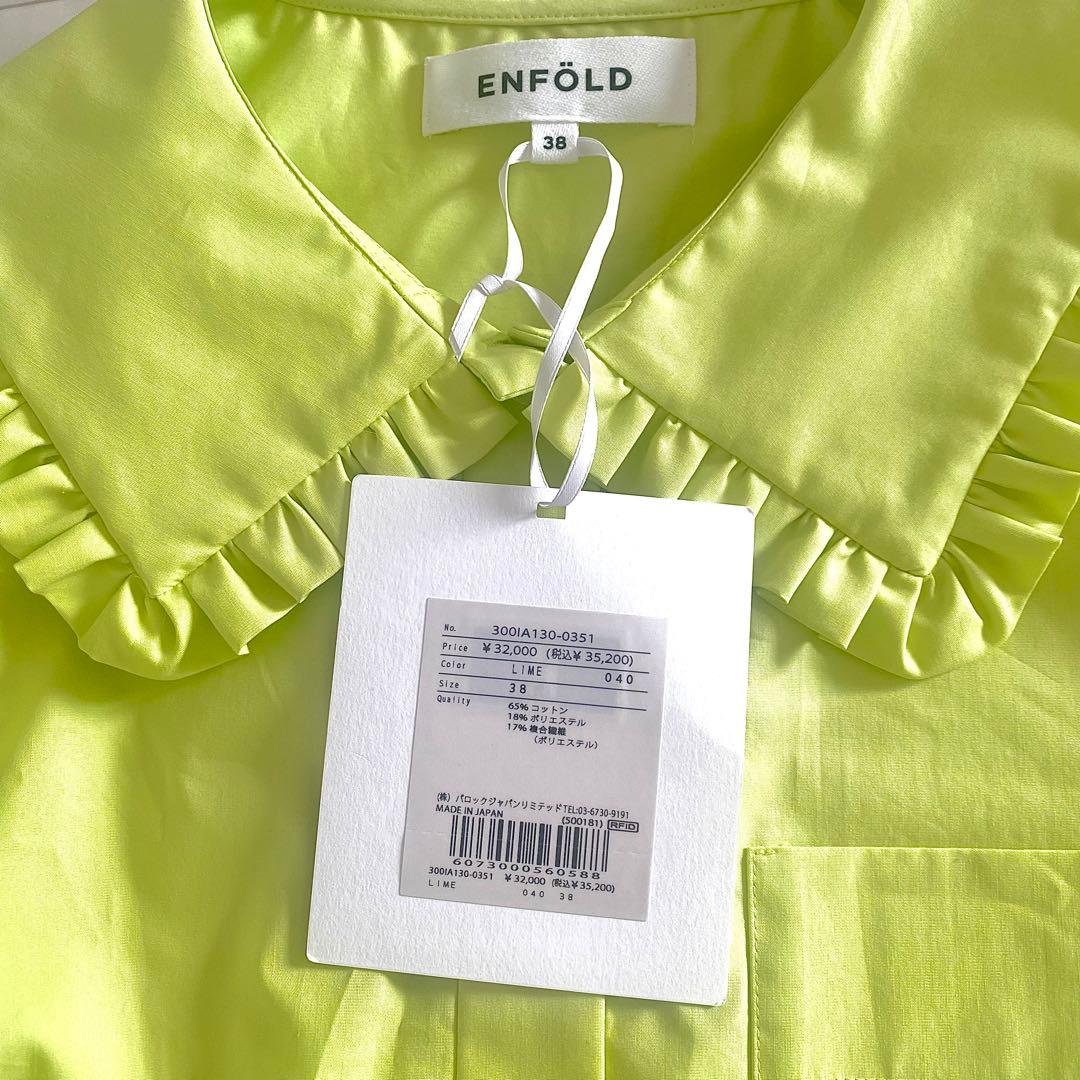 ENFÖLD
38
No. 300IA130-0351
Price ¥32,000 (税込¥35,200)
Color LIME 040
Size 38
Quality 65% コットン
18% ポリエステル
17% 複合繊維
(ポリエステル)
(株) バロックジャパンリミテッドTEL:03-6730-9191
MADE IN JAPAN (500181) RFID
6073000560588
300IA130-0351 ¥32,000 (税込¥35,200)
LIME 040 38